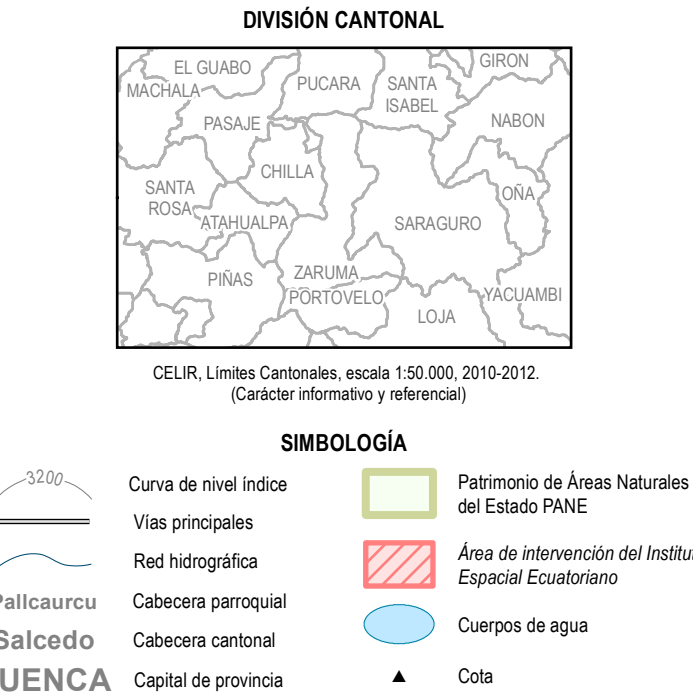 DIVISIÓN CANTONAL
EL GUABO
GIRON
MACHALA
PUCARA
SANTA
ISABEL
PASAJE
NABON
CHILLA
SANTA
ROSA
OÑA
ATAHUALPA
SARAGURO
PIÑAS
ZARUMA
PORTOVELO
YACUAMBI
LOJA
CELIR, Límites Cantonales, escala 1:50.000, 2010-2012.
(Carácter informativo y referencial)
SIMBOLOGÍA
3200
Curva de nivel índice
Vías principales
Red hidrográfica
Pallcaurcu
Cabecera parroquial
Salcedo
Cabecera cantonal
UENCA
Capital de provincia
Patrimonio de Áreas Naturales
del Estado PANE
Área de intervención del Institut
Espacial Ecuatoriano
Cuerpos de agua
Cota